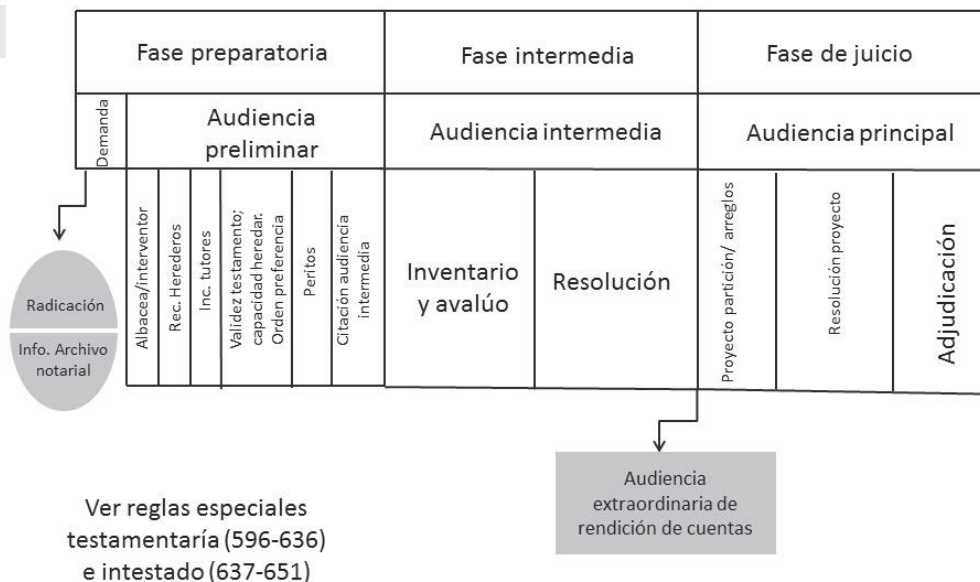 Fase preparatoria
Fase intermedia
Fase de juicio
Demanda
Audiencia
preliminar
Audiencia intermedia
Audiencia principal
Radicación
Info. Archivo
notarial
Albacea/interventor
Rec. Herederos
Inc. tutores
Validez testamento;
capacidad heredar.
Orden preferencia
Peritos
Citación audiencia
intermedia
Inventario
y avalúo
Resolución
Proyecto partición/ arreglos
Resolución proyecto
Adjudicación
Audiencia
extraordinaria de
rendición de cuentas
Ver reglas especiales
testamentaría (596-636)
e intestado (637-651)